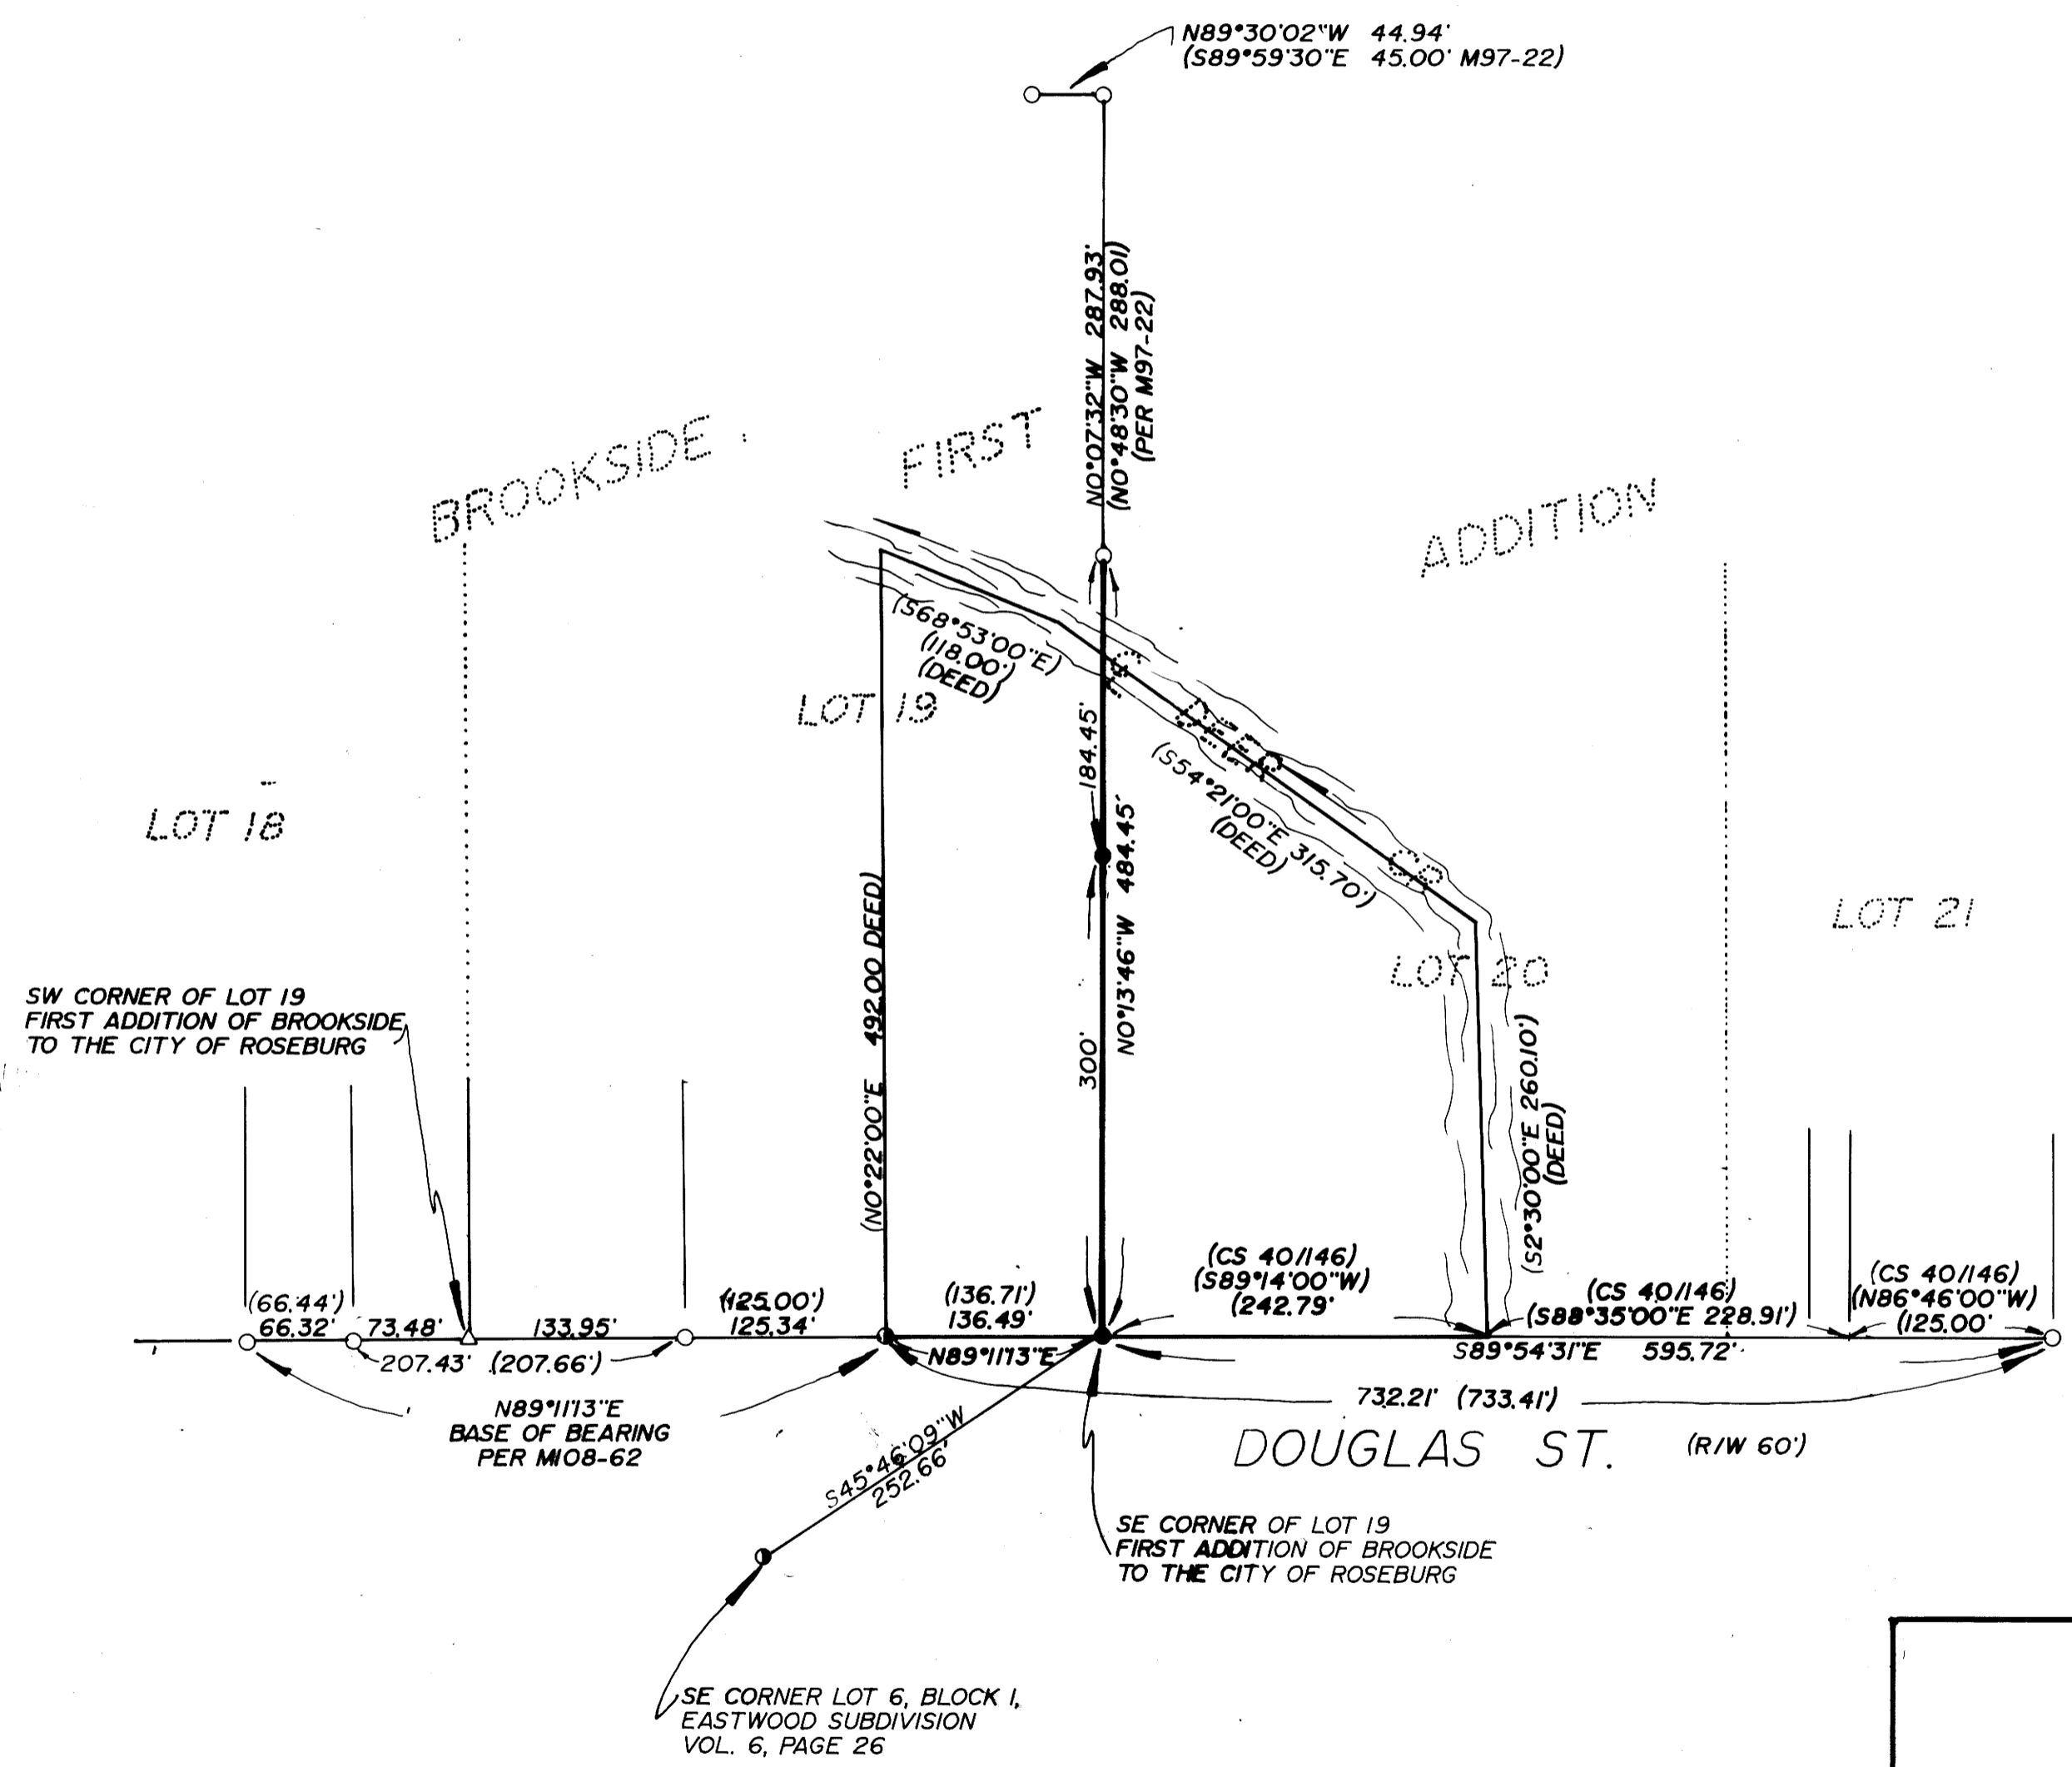 N89°30'02"W 44.94'
(S89°59'30"E 45.00' M97-22)
N0°07'32"W 287.93'
(N0°48'30"W 288.01)
(PER M97-22)
BROOKSIDE
FIRST
ADDITION
(S68°53'00"E)
(118.00')
(DEED)
LOT 19
LOT 18
184.45'
N0°13'46"W 484.45'
300'
DEER
CR
(S54°21'00"E 315.70')
(DEED)
LOT 20
LOT 21
(N0°22'00"E 492.00 DEED)
(S2°30'00"E 260.10')
(DEED)
SW CORNER OF LOT 19
FIRST ADDITION OF BROOKSIDE
TO THE CITY OF ROSEBURG
(66.44')
66.32'
73.48'
133.95'
(125.00')
125.34'
(136.71')
136.49'
(CS 40/146)
(S89°14'00"W)
(242.79'
(CS 40/146)
(S88°35'00"E 228.91')
(CS 40/146)
(N86°46'00"W)
(125.00'
207.43' (207.66')
N89°11'13"E
S89°54'31"E 595.72'
732.21' (733.41')
N89°11'13"E
BASE OF BEARING
PER M108-62
DOUGLAS ST. (R/W 60')
S45°46'09"W
252.66'
SE CORNER OF LOT 19
FIRST ADDITION OF BROOKSIDE
TO THE CITY OF ROSEBURG
SE CORNER LOT 6, BLOCK 1,
EASTWOOD SUBDIVISION
VOL. 6, PAGE 26